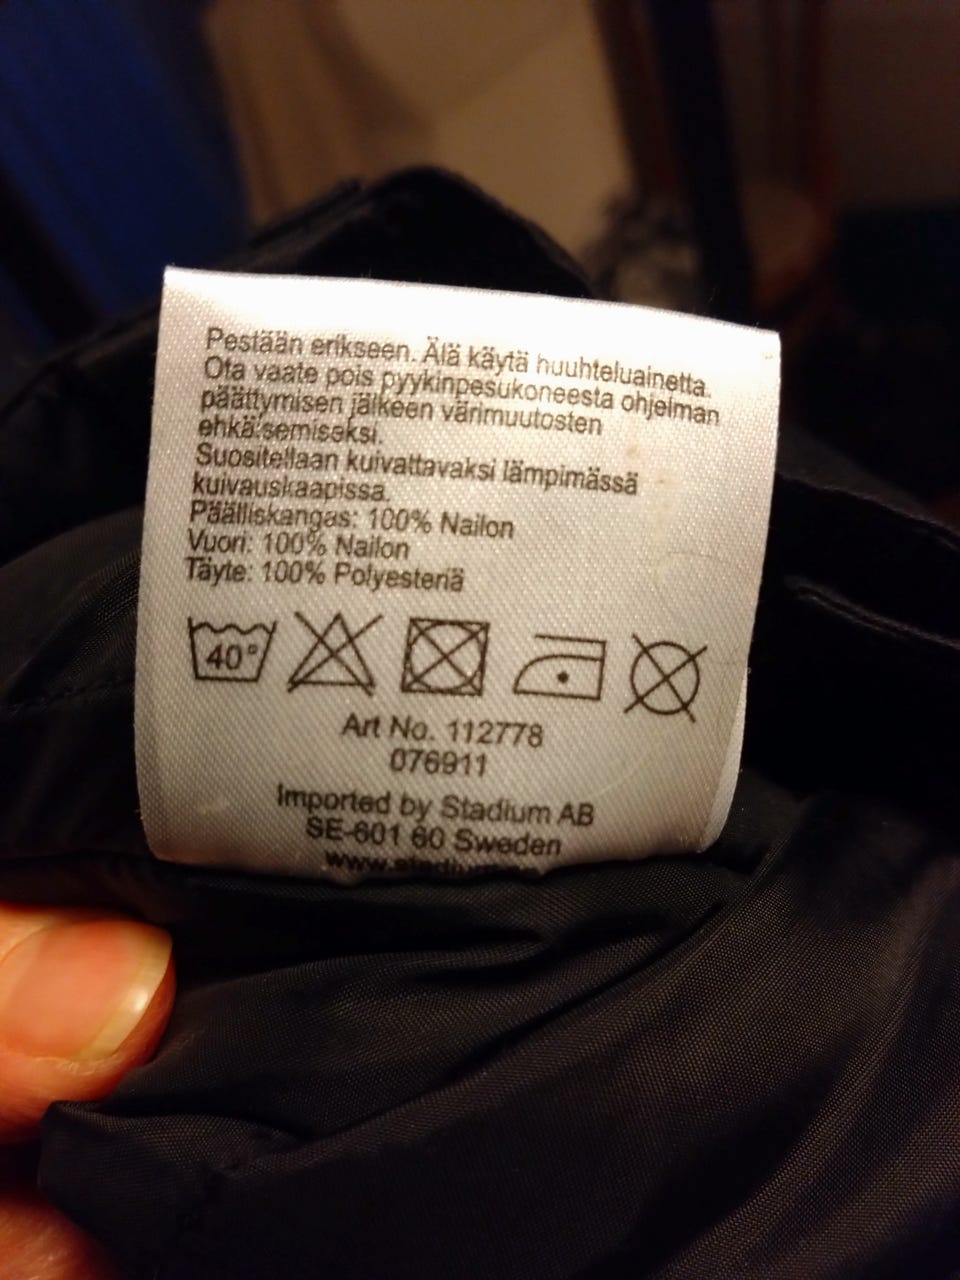 Pestään erikseen. Älä käytä huuhteluainetta.
Ota vaate pois pyykinpesukoneesta ohjelman
päättymisen jälkeen värimuutosten
ehkäisemiseksi.
Suositellaan kuivattavaksi lämpimässä
kuivauskaapissa.
Päälliskangas: 100% Nailon
Vuori: 100% Nailon
Täyte: 100% Polyesteriä
40°
Art No. 112778
076911
Imported by Stadium AB
SE-601 60 Sweden